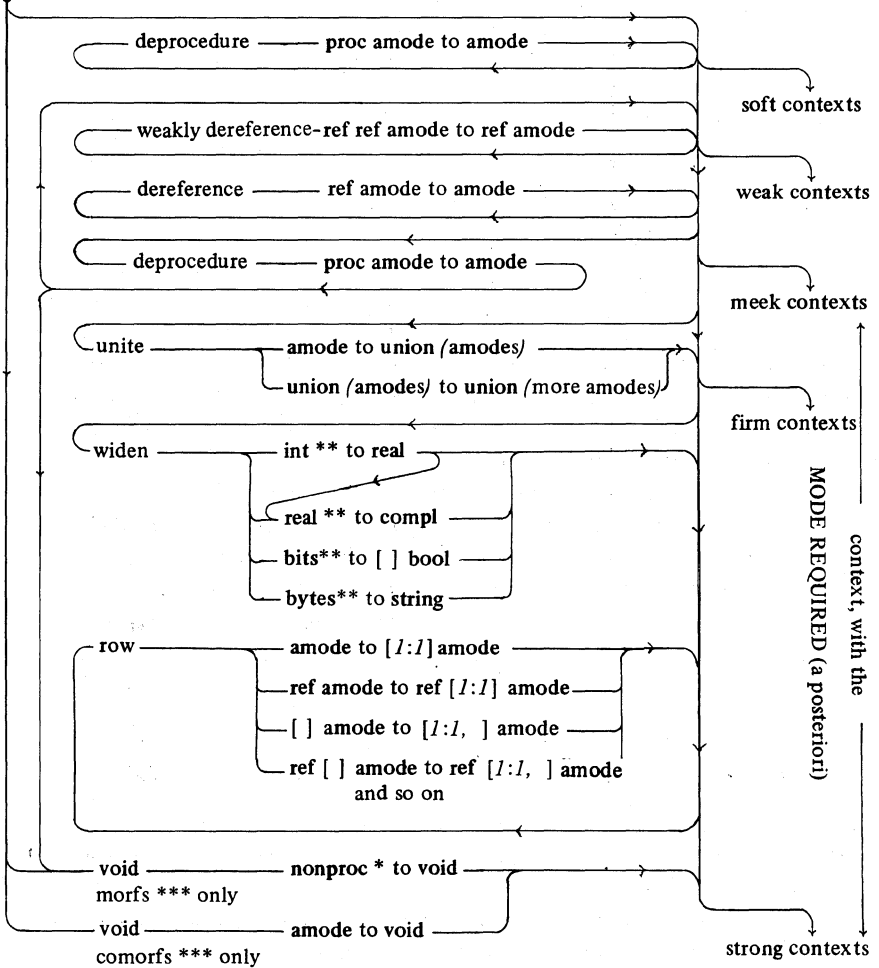 deprocedure proc amode to amode
soft contexts
weakly dereference-ref ref amode to ref amode
weak contexts
dereference ref amode to amode
deprocedure proc amode to amode
meek contexts
unite amode to union (amodes)
union (amodes) to union (more amodes)
firm contexts
widen int ** to real
real ** to compl
bits** to [ ] bool
bytes** to string
MODE REQUIRED (a posteriori)
context, with the
row amode to [1:1] amode
ref amode to ref [1:1] amode
[ ] amode to [1:1, ] amode
ref [ ] amode to ref [1:1, ] amode
and so on
void nonproc * to void
morfs *** only
void amode to void
comorfs *** only
strong contexts